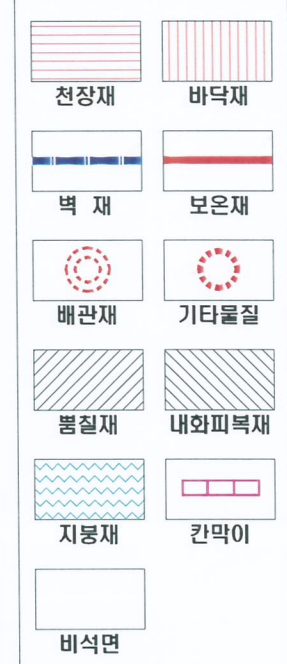 천장재 바닥재
벽 재 보온재
배관재 기타물질
뿜칠재 내화피복재
지붕재 칸막이
비석면